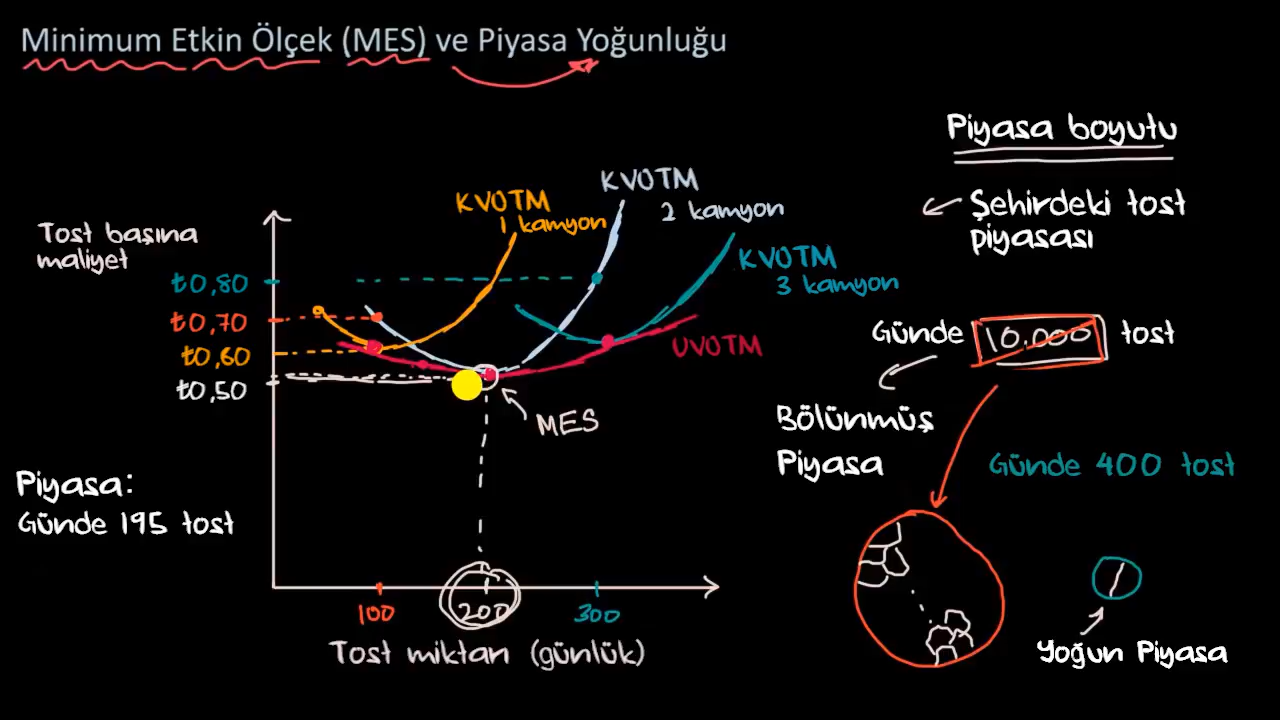 Minimum Etkin Ölçek (MES) ve Piyasa Yoğunluğu
Piyasa boyutu
Şehirdeki tost
piyasası
Günde 10.000 tost
Bölünmüş
Piyasa
Günde 400 tost
Yoğun Piyasa
Tost başına
maliyet
₺0,80
₺0,70
₺0,60
₺0,50
KVOTM
1 kamyon
KVOTM
2 kamyon
KVOTM
3 kamyon
UVOTM
MES
Piyasa:
Günde 195 tost
100
200
300
Tost miktarı (günlük)